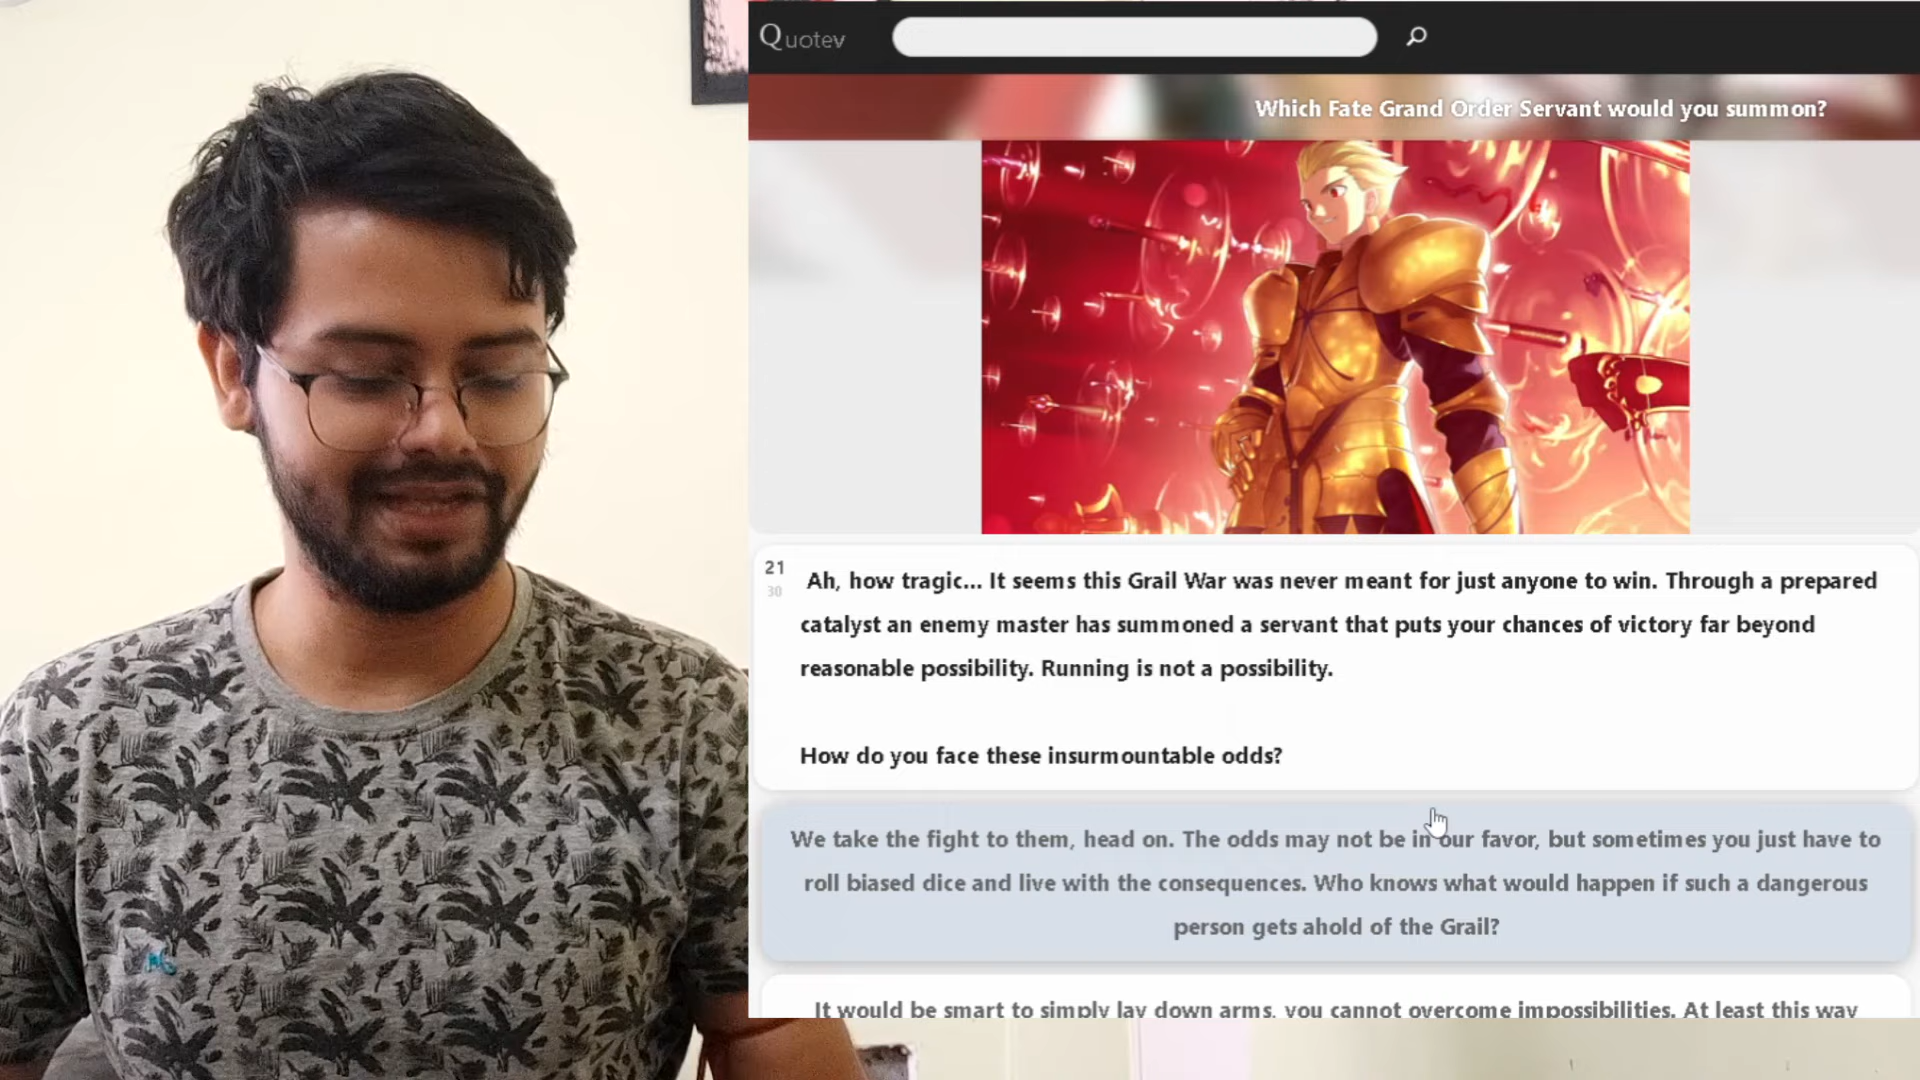 Quotev
Which Fate Grand Order Servant would you summon?
21
30
Ah, how tragic... It seems this Grail War was never meant for just anyone to win. Through a prepared
catalyst an enemy master has summoned a servant that puts your chances of victory far beyond
reasonable possibility. Running is not a possibility.
How do you face these insurmountable odds?
We take the fight to them, head on. The odds may not be in our favor, but sometimes you just have to
roll biased dice and live with the consequences. Who knows what would happen if such a dangerous
person gets ahold of the Grail?
It would be smart to simply lay down arms, you cannot overcome impossibilities. At least this way